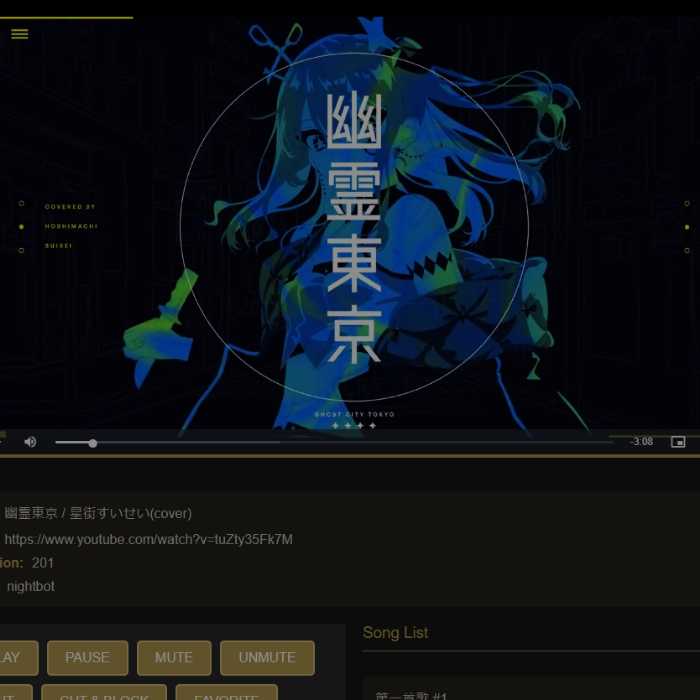 幽霊東京
COVERED BY
HOSHIMACHI
SUISEI
GHOST CITY TOKYO
-3:08
幽霊東京 / 星街すいせい(cover)
https://www.youtube.com/watch?v=tuZty35Fk7M
ion: 201
nightbot
LAY PAUSE MUTE UNMUTE
Song List
CUT & BLOCK FAVORITE
第一首歌 #1